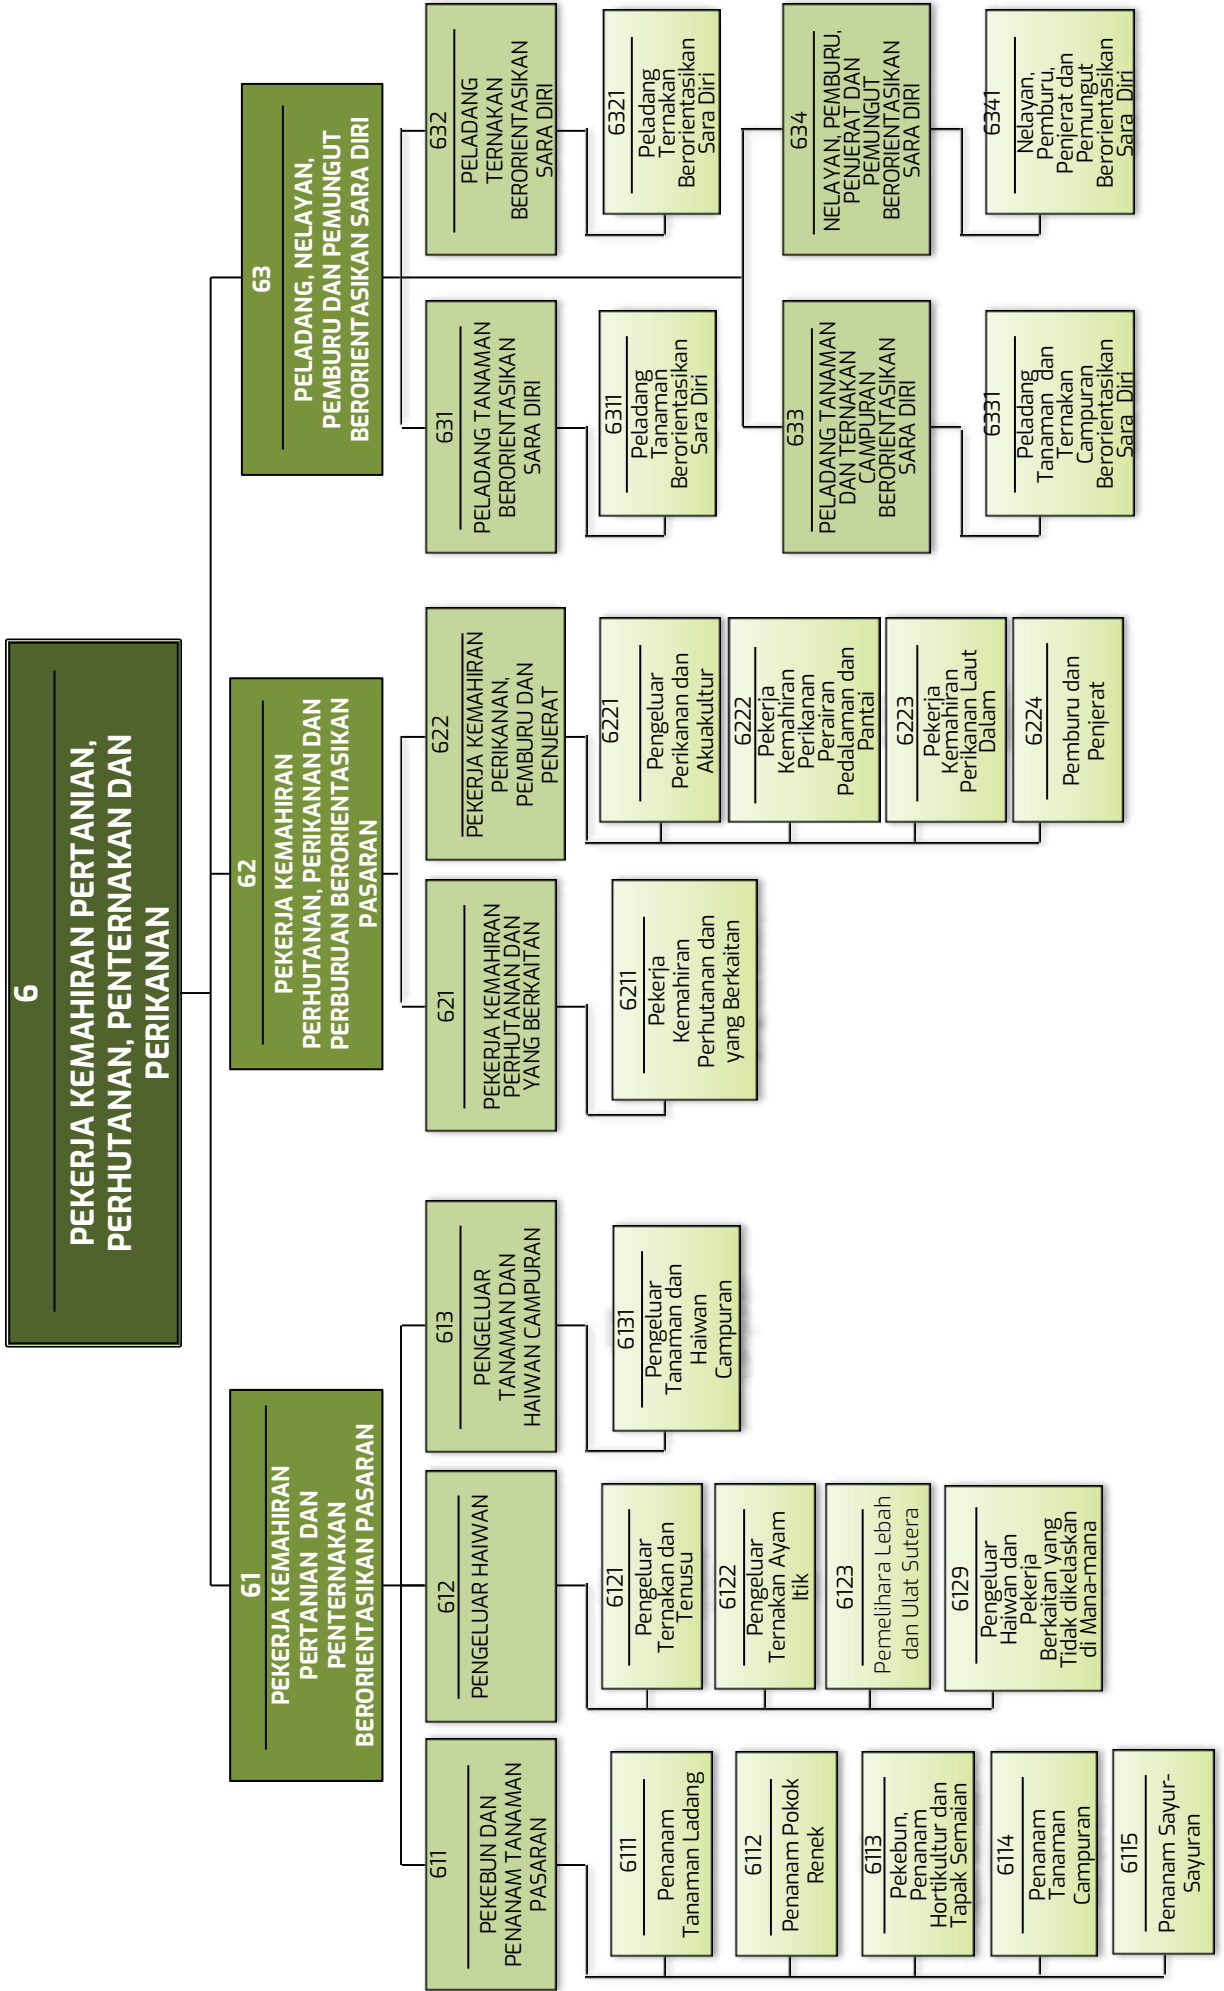 6
PEKERJA KEMAHIRAN PERTANIAN,
PERHUTANAN, PENTERNAKAN DAN
PERIKANAN
61
PEKERJA KEMAHIRAN
PERTANIAN DAN
PENTERNAKAN
BERORIENTASIKAN PASARAN
611
PEKEBUN DAN
PENANAM TANAMAN
PASARAN
6111
Penanam
Tanaman Ladang
6112
Penanam Pokok
Renek
6113
Pekebun,
Penanam
Hortikultur dan
Tapak Semaian
6114
Penanam
Tanaman
Campuran
6115
Penanam Sayur-
Sayuran
612
PENGELUAR HAIWAN
6121
Pengeluar
Ternakan dan
Tenusu
6122
Pengeluar
Ternakan Ayam
Itik
6123
Pemelihara Lebah
dan Ulat Sutera
6129
Pengeluar
Haiwan dan
Pekerja
Berkaitan yang
Tidak dikelaskan
di Mana-mana
613
PENGELUAR
TANAMAN DAN
HAIWAN CAMPURAN
6131
Pengeluar
Tanaman dan
Haiwan
Campuran
62
PEKERJA KEMAHIRAN
PERHUTANAN, PERIKANAN DAN
PERBURUAN BERORIENTASIKAN
PASARAN
621
PEKERJA KEMAHIRAN
PERHUTANAN DAN
YANG BERKAITAN
6211
Pekerja
Kemahiran
Perhutanan dan
yang Berkaitan
622
PEKERJA KEMAHIRAN
PERIKANAN,
PEMBURU DAN
PENJERAT
6221
Pengeluar
Perikanan dan
Akuakultur
6222
Pekerja
Kemahiran
Perikanan
Perairan
Pedalaman dan
Pantai
6223
Pekerja
Kemahiran
Perikanan Laut
Dalam
6224
Pemburu dan
Penjerat
63
PELADANG, NELAYAN,
PEMBURU DAN PEMUNGUT
BERORIENTASIKAN SARA DIRI
631
PELADANG TANAMAN
BERORIENTASIKAN
SARA DIRI
6311
Peladang
Tanaman
Berorientasikan
Sara Diri
632
PELADANG
TERNAKAN
BERORIENTASIKAN
SARA DIRI
6321
Peladang
Ternakan
Berorientasikan
Sara Diri
633
PELADANG TANAMAN
DAN TERNAKAN
CAMPURAN
BERORIENTASIKAN
SARA DIRI
6331
Peladang
Tanaman dan
Ternakan
Campuran
Berorientasikan
Sara Diri
634
NELAYAN, PEMBURU,
PENJERAT DAN
PEMUNGUT
BERORIENTASIKAN
SARA DIRI
6341
Nelayan,
Pemburu,
Penjerat dan
Pemungut
Berorientasikan
Sara Diri